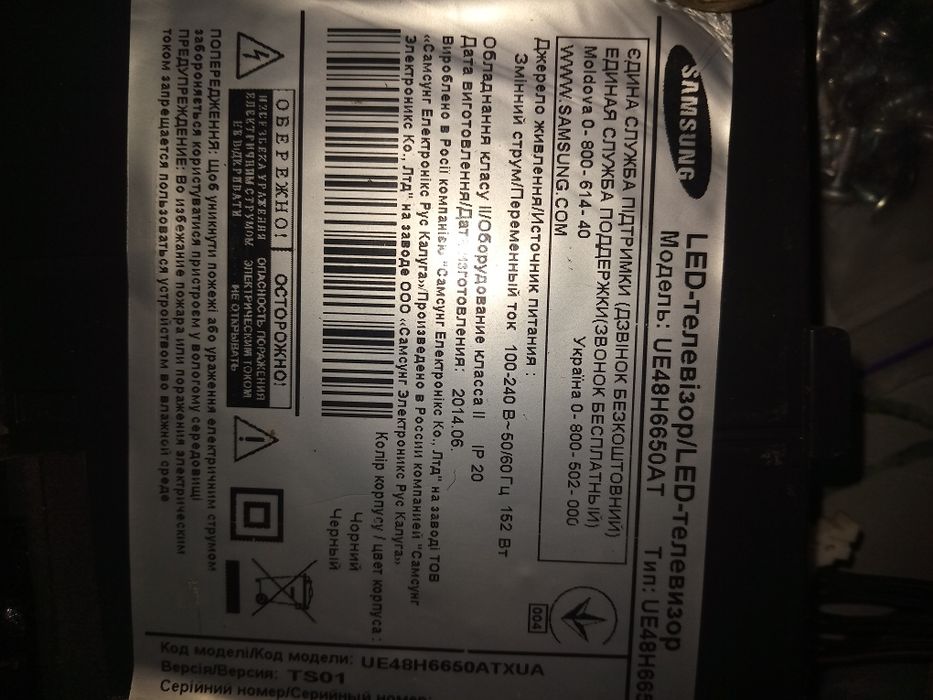 SAMSUNG
LED-телевізор/LED-телевизор
Модель: UE48H6650AT Тип: UE48H66
ЄДИНА СЛУЖБА ПІДТРИМКИ (ДЗВІНОК БЕЗКОШТОВНИЙ)
ЕДИНАЯ СЛУЖБА ПОДДЕРЖКИ(ЗВОНОК БЕСПЛАТНЫЙ)
Moldova 0- 800- 614- 40 Україна 0- 800- 502- 000
WWW.SAMSUNG.COM
Джерело живлення/Источник питания :
Змінний струм/Переменный ток 100-240 В~50/60 Гц 152 Вт
Обладнання класу II/Оборудование класса II IP 20
Дата виготовлення/Дата изготовления: 2014.06.
Вироблено в Росії компанією "Самсунг Електронікс Ко., Лтд" на заводі ТОВ
«Самсунг Електронікс Рус Калуга»/Произведено в России компанией "Самсунг
Электроникс Ко., Лтд" на заводе ООО «Самсунг Электроникс Рус Калуга»
Колір корпусу / цвет корпуса :
Чорний
Черный
004
ОБЕРЕЖНО!
ОСТОРОЖНО:
НЕБЕЗПЕКА УРАЖЕННЯ
ЕЛЕКТРИЧНИМ СТРУМОМ
НЕ ВІДКРИВАТИ
ОПАСНОСТЬ ПОРАЖЕНИЯ
ЭЛЕКТРИЧЕСКИМ ТОКОМ
НЕ ОТКРЫВАТЬ
ПОПЕРЕДЖЕННЯ: Щоб уникнути пожежі або ураження електричним струмом
забороняється користуватися пристроєм у вологому середовищі
ПРЕДУПРЕЖДЕНИЕ: Во избежание пожара или поражения электрическим
током запрещается пользоваться устройством во влажной среде
Код моделі/Код модели: UE48H6650ATXUA
Версія/Версия: TS01
Серійний номер/Серийный номер: